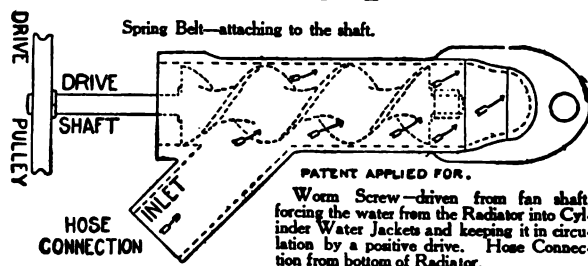 Spring Belt—attaching to the shaft.
DRIVE
PULLEY
DRIVE
SHAFT
INLET
HOSE
CONNECTION
PATENT APPLIED FOR.
Worm Screw—driven from fan shaft
forcing the water from the Radiator into Cyl-
inder Water Jackets and keeping it in circu-
lation by a positive drive. Hose Connec-
tion from bottom of Radiator.